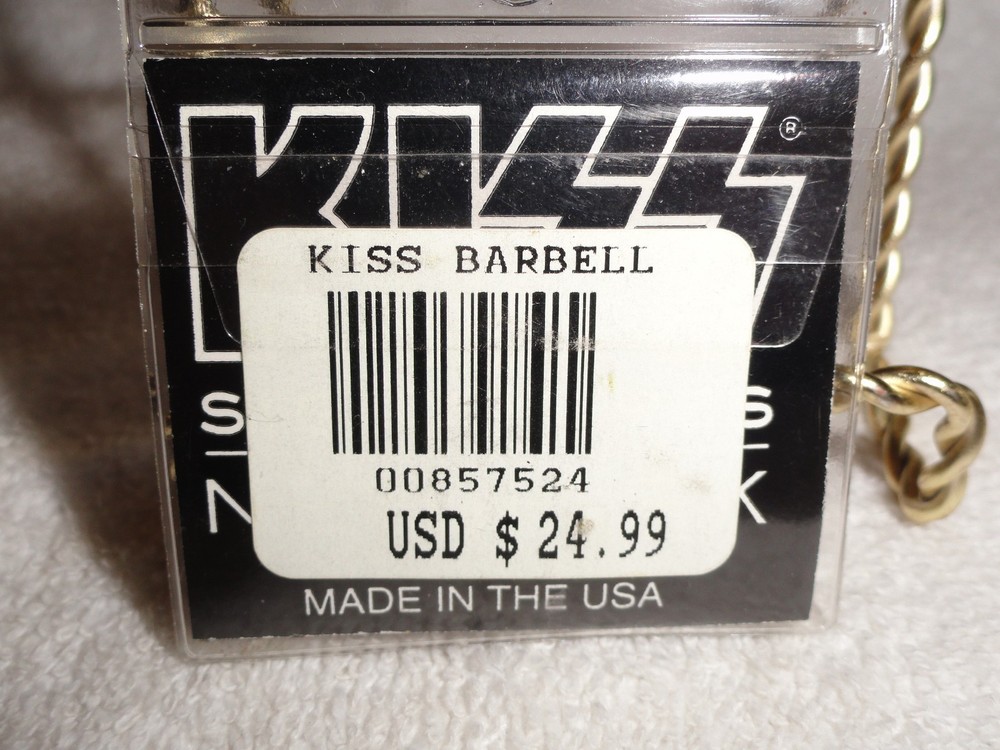 KISS®
KISS BARBELL
00857524
USD $ 24.99
MADE IN THE USA